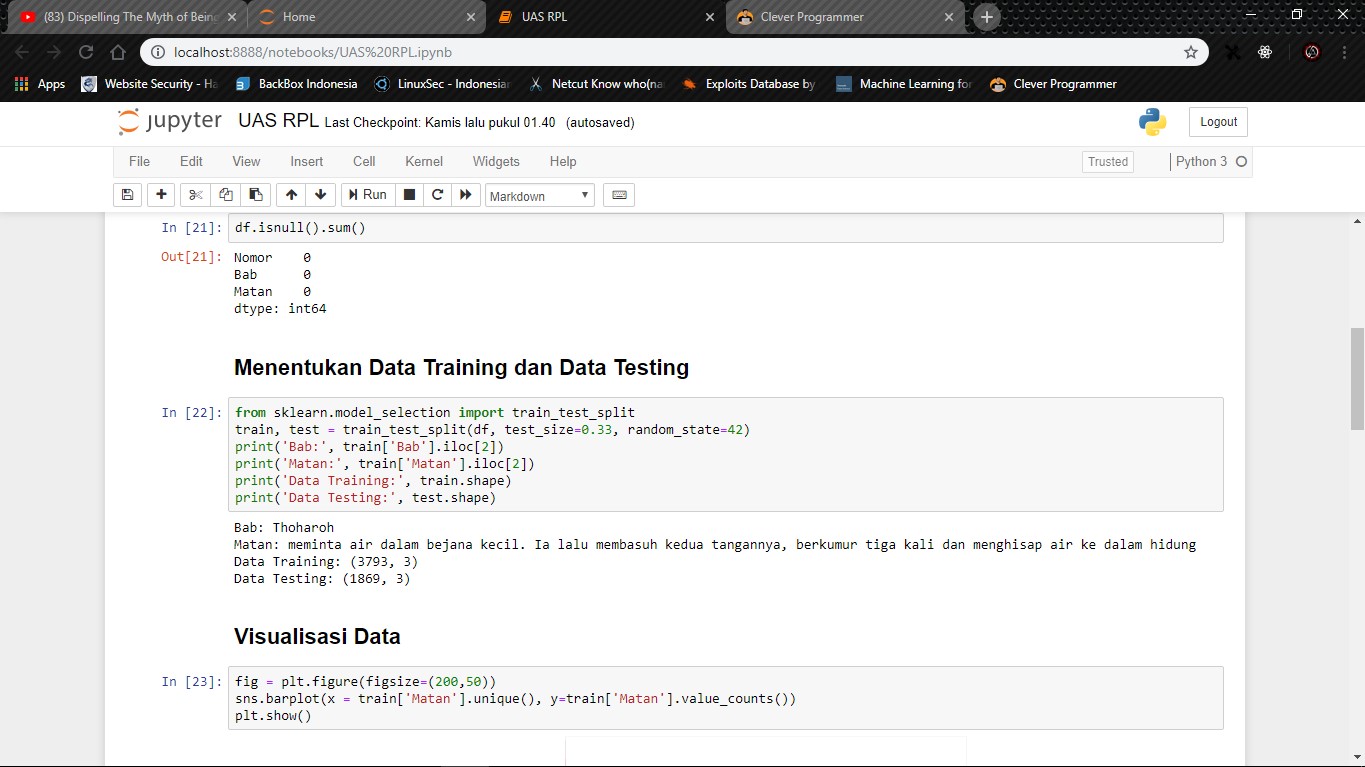 (83) Dispelling The Myth of Being
Home
UAS RPL
Clever Programmer
localhost:8888/notebooks/UAS%20RPL.ipynb
Apps
Website Security - Ha
BackBox Indonesia
LinuxSec - Indonesian
Netcut Know who(na
Exploits Database by
Machine Learning for
Clever Programmer
jupyter UAS RPL Last Checkpoint: Kamis lalu pukul 01.40 (autosaved)
Logout
File Edit View Insert Cell Kernel Widgets Help
Trusted
Python 3
Run
Markdown
In [21]: df.isnull().sum()
Out[21]: Nomor 0
Bab 0
Matan 0
dtype: int64
Menentukan Data Training dan Data Testing
In [22]: from sklearn.model_selection import train_test_split
train, test = train_test_split(df, test_size=0.33, random_state=42)
print('Bab:', train['Bab'].iloc[2])
print('Matan:', train['Matan'].iloc[2])
print('Data Training:', train.shape)
print('Data Testing:', test.shape)
Bab: Thoharoh
Matan: meminta air dalam bejana kecil. Ia lalu membasuh kedua tangannya, berkumur tiga kali dan menghisap air ke dalam hidung
Data Training: (3793, 3)
Data Testing: (1869, 3)
Visualisasi Data
In [23]: fig = plt.figure(figsize=(200,50))
sns.barplot(x = train['Matan'].unique(), y=train['Matan'].value_counts())
plt.show()